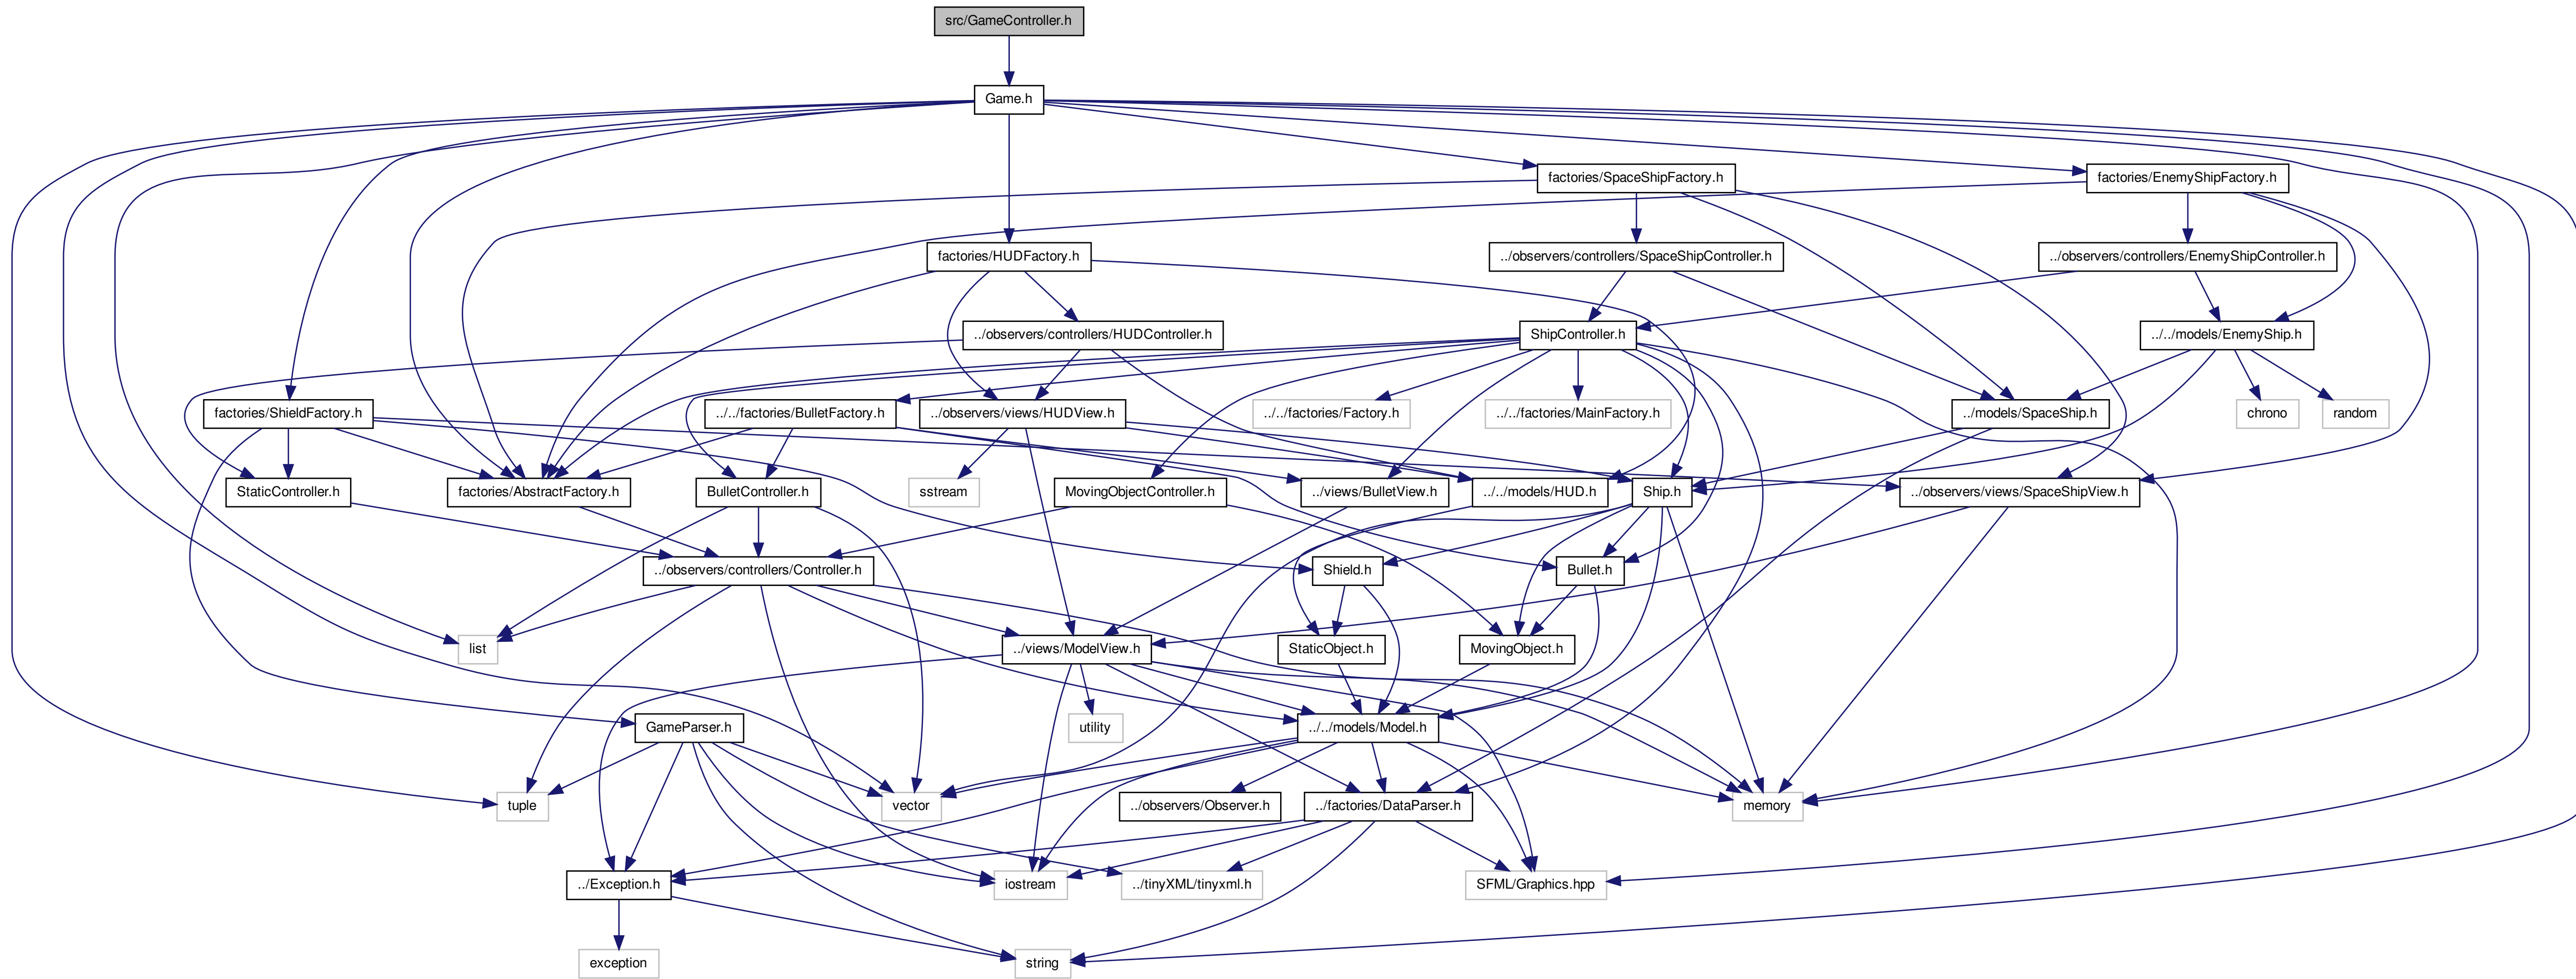 src/GameController.h
Game.h
factories/SpaceShipFactory.h
factories/EnemyShipFactory.h
factories/HUDFactory.h
../observers/controllers/SpaceShipController.h
../observers/controllers/EnemyShipController.h
../observers/controllers/HUDController.h
ShipController.h
../../models/EnemyShip.h
factories/ShieldFactory.h
../../factories/BulletFactory.h
../observers/views/HUDView.h
../../factories/Factory.h
../../factories/MainFactory.h
../models/SpaceShip.h
chrono
random
StaticController.h
factories/AbstractFactory.h
BulletController.h
sstream
MovingObjectController.h
../views/BulletView.h
../../models/HUD.h
Ship.h
../observers/views/SpaceShipView.h
../observers/controllers/Controller.h
Shield.h
Bullet.h
list
../views/ModelView.h
StaticObject.h
MovingObject.h
GameParser.h
utility
../../models/Model.h
tuple
vector
../observers/Observer.h
../factories/DataParser.h
memory
../Exception.h
iostream
../tinyXML/tinyxml.h
SFML/Graphics.hpp
exception
string